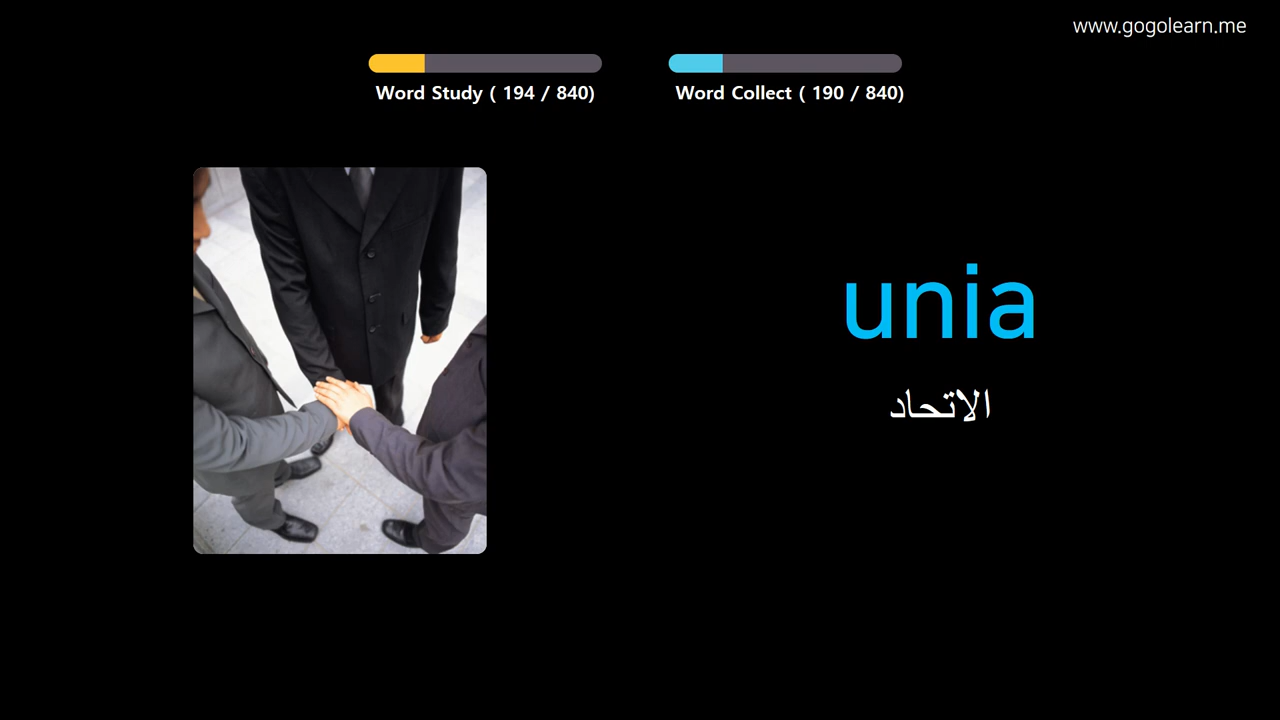 www.gogolearn.me
Word Study ( 194 / 840)
Word Collect ( 190 / 840)
unia
الاتحاد